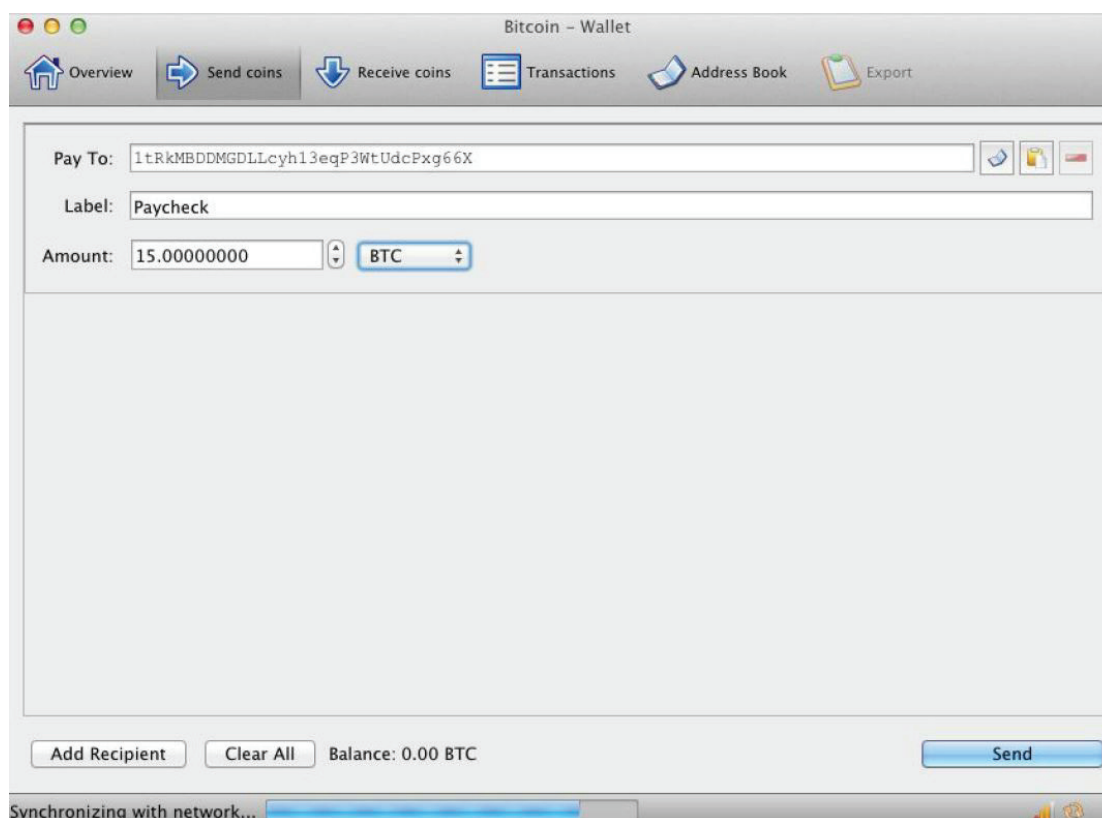 Bitcoin - Wallet
Overview Send coins Receive coins Transactions Address Book Export
Pay To: 1tRkMBDDMGDLLcyh13eqP3WtUdcPxg66X
Label: Paycheck
Amount: 15.00000000 BTC
Add Recipient Clear All Balance: 0.00 BTC Send
Synchronizing with network...